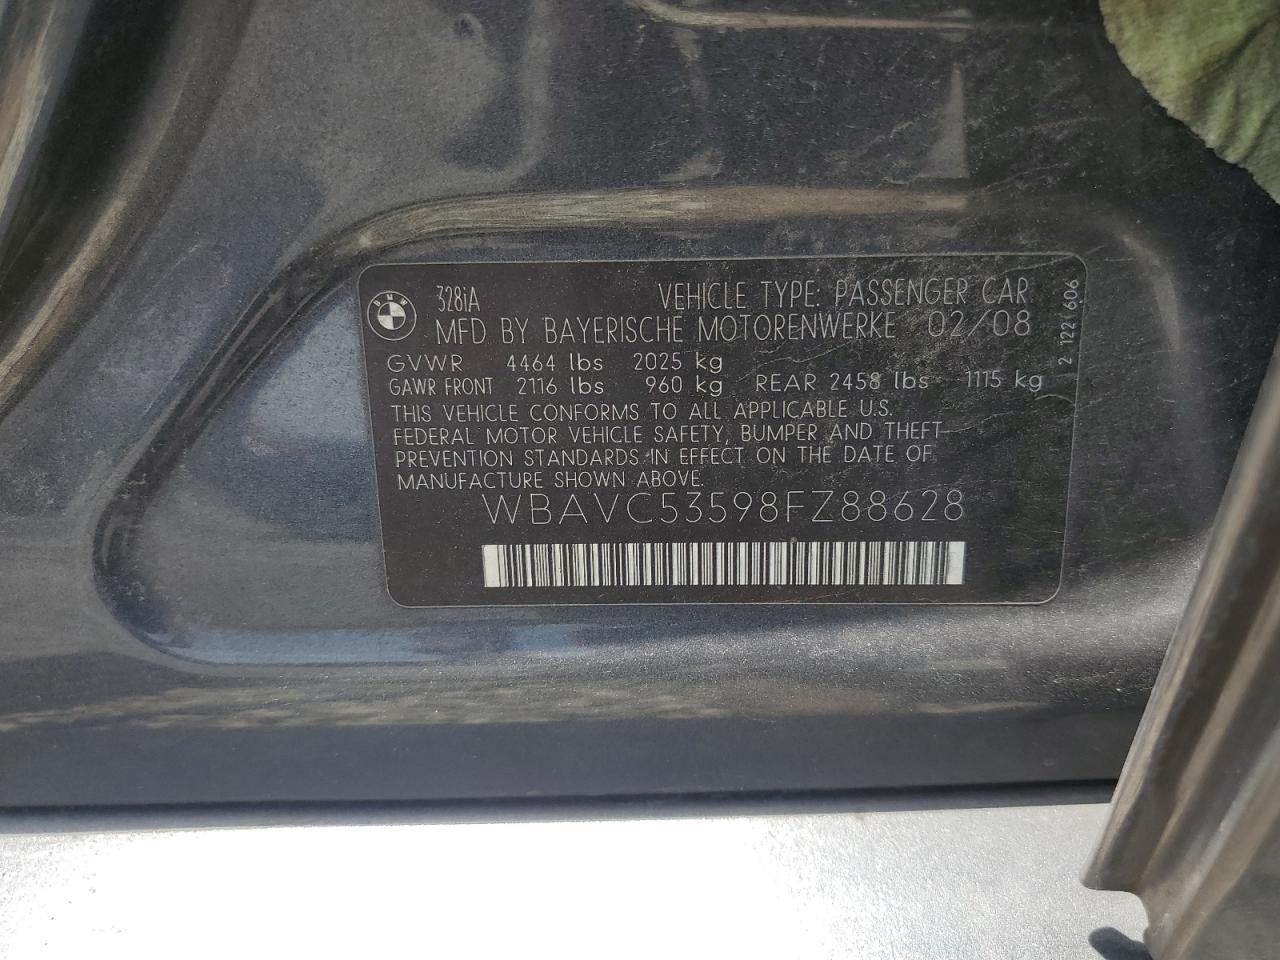 BMW
328iA VEHICLE TYPE: PASSENGER CAR
MFD BY BAYERISCHE MOTORENWERKE 02/08
GVWR 4464 lbs 2025 kg
GAWR FRONT 2116 lbs 960 kg REAR 2458 lbs 1115 kg
THIS VEHICLE CONFORMS TO ALL APPLICABLE U.S.
FEDERAL MOTOR VEHICLE SAFETY, BUMPER AND THEFT
PREVENTION STANDARDS IN EFFECT ON THE DATE OF
MANUFACTURE SHOWN ABOVE.
WBAVC53598FZ88628
2 122 606